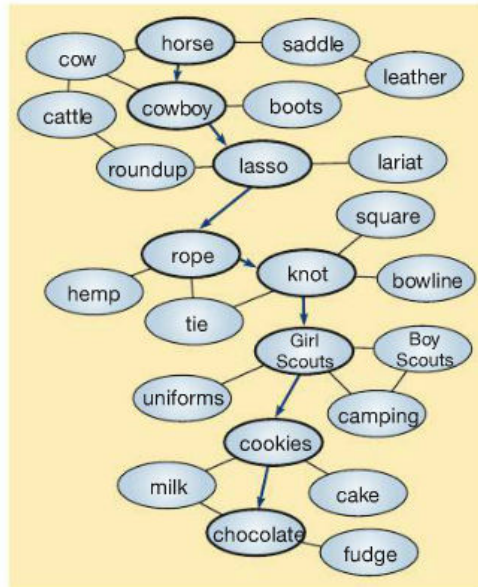 horse
saddle
cow
leather
cowboy
boots
cattle
roundup
lasso
lariat
square
rope
knot
bowline
hemp
tie
Girl
Scouts
Boy
Scouts
uniforms
camping
cookies
milk
cake
chocolate
fudge